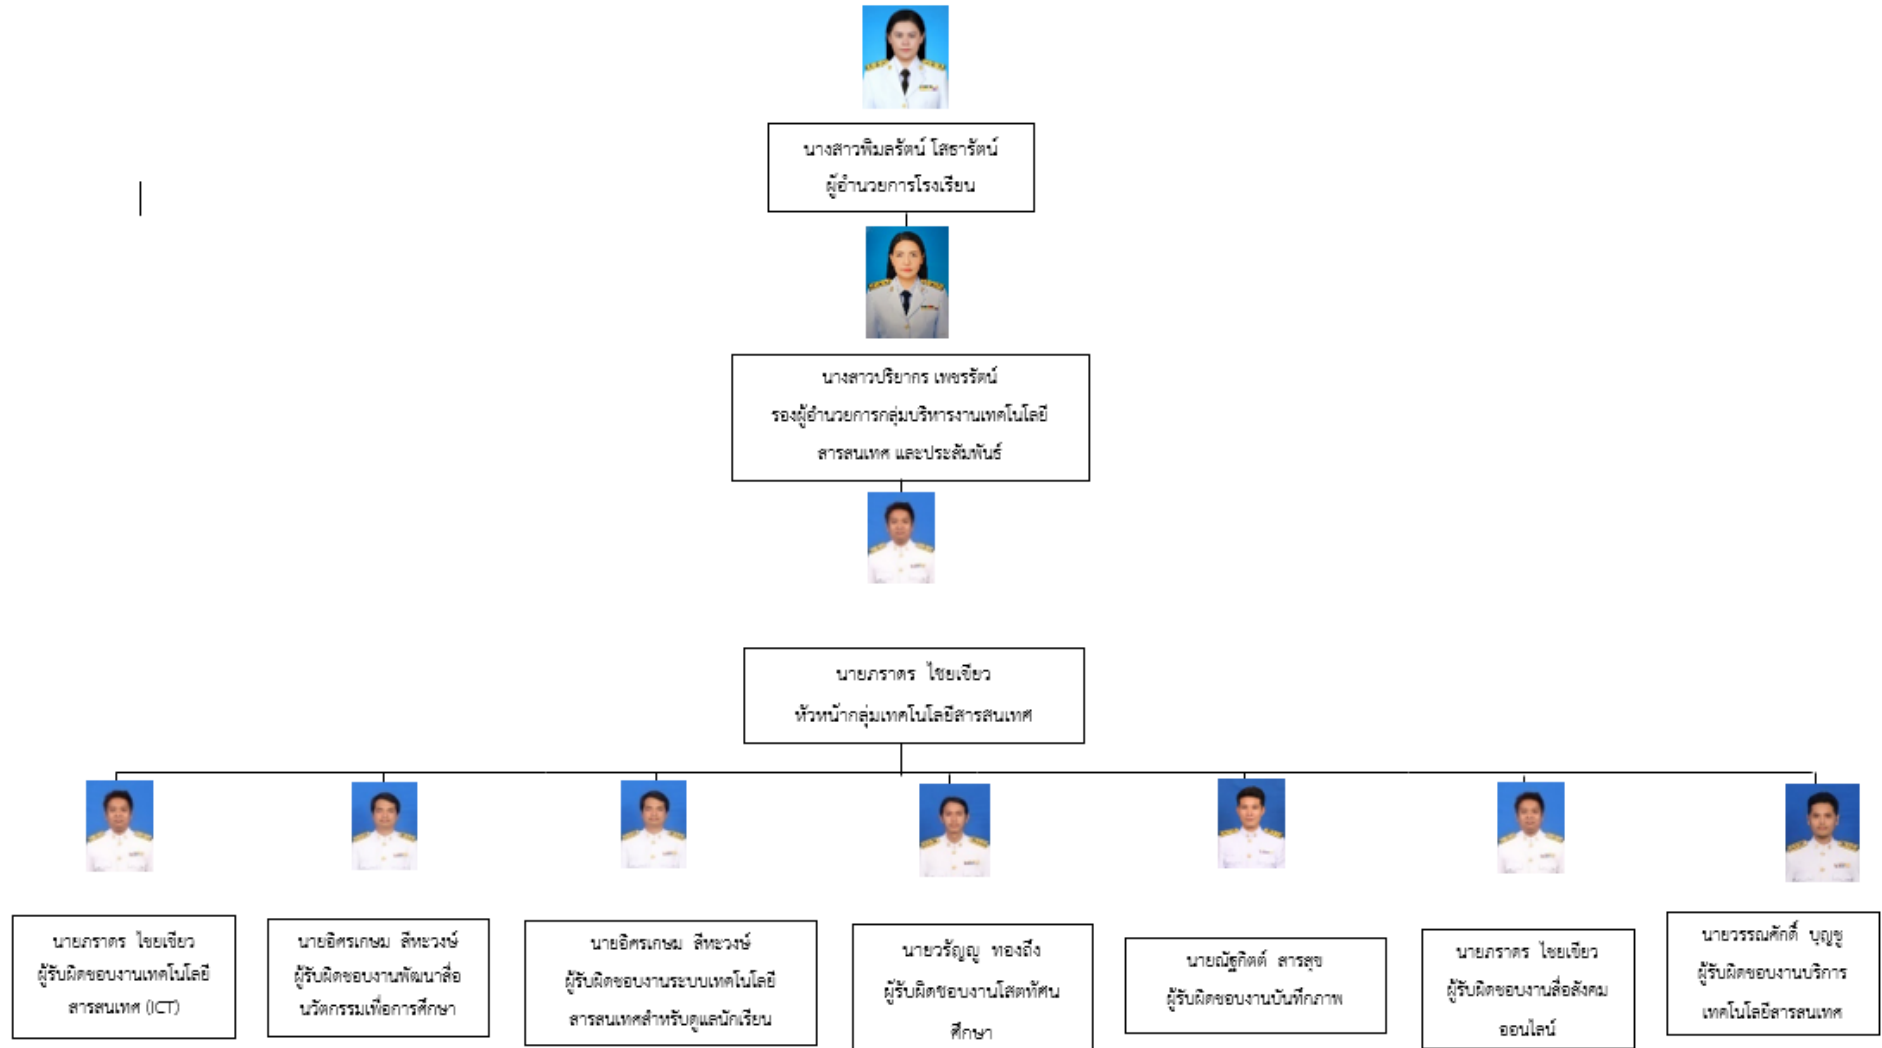 นางสาวพิมลรัตน์ โสธารัตน์
ผู้อำนวยการโรงเรียน
นางสาวปริยากร เพชรรัตน์
รองผู้อำนวยการกลุ่มบริหารงานเทคโนโลยี
สารสนเทศ และประสัมพันธ์
นายภราดร ไชยเขียว
หัวหน้ากลุ่มเทคโนโลยีสารสนเทศ
นายภราดร ไชยเขียว
ผู้รับผิดชอบงานเทคโนโลยี
สารสนเทศ (ICT)
นายอิศรเกษม สีหะวงษ์
ผู้รับผิดชอบงานพัฒนาสื่อ
นวัตกรรมเพื่อการศึกษา
นายอิศรเกษม สีหะวงษ์
ผู้รับผิดชอบงานระบบเทคโนโลยี
สารสนเทศสำหรับดูแลนักเรียน
นายวรัญญู ทองถึง
ผู้รับผิดชอบงานโสตทัศน
ศึกษา
นายณัฐกิตต์ สารสุข
ผู้รับผิดชอบงานบันทึกภาพ
นายภราดร ไชยเขียว
ผู้รับผิดชอบงานสื่อสังคม
ออนไลน์
นายวรรณศักดิ์ บุญชู
ผู้รับผิดชอบงานบริการ
เทคโนโลยีสารสนเทศ